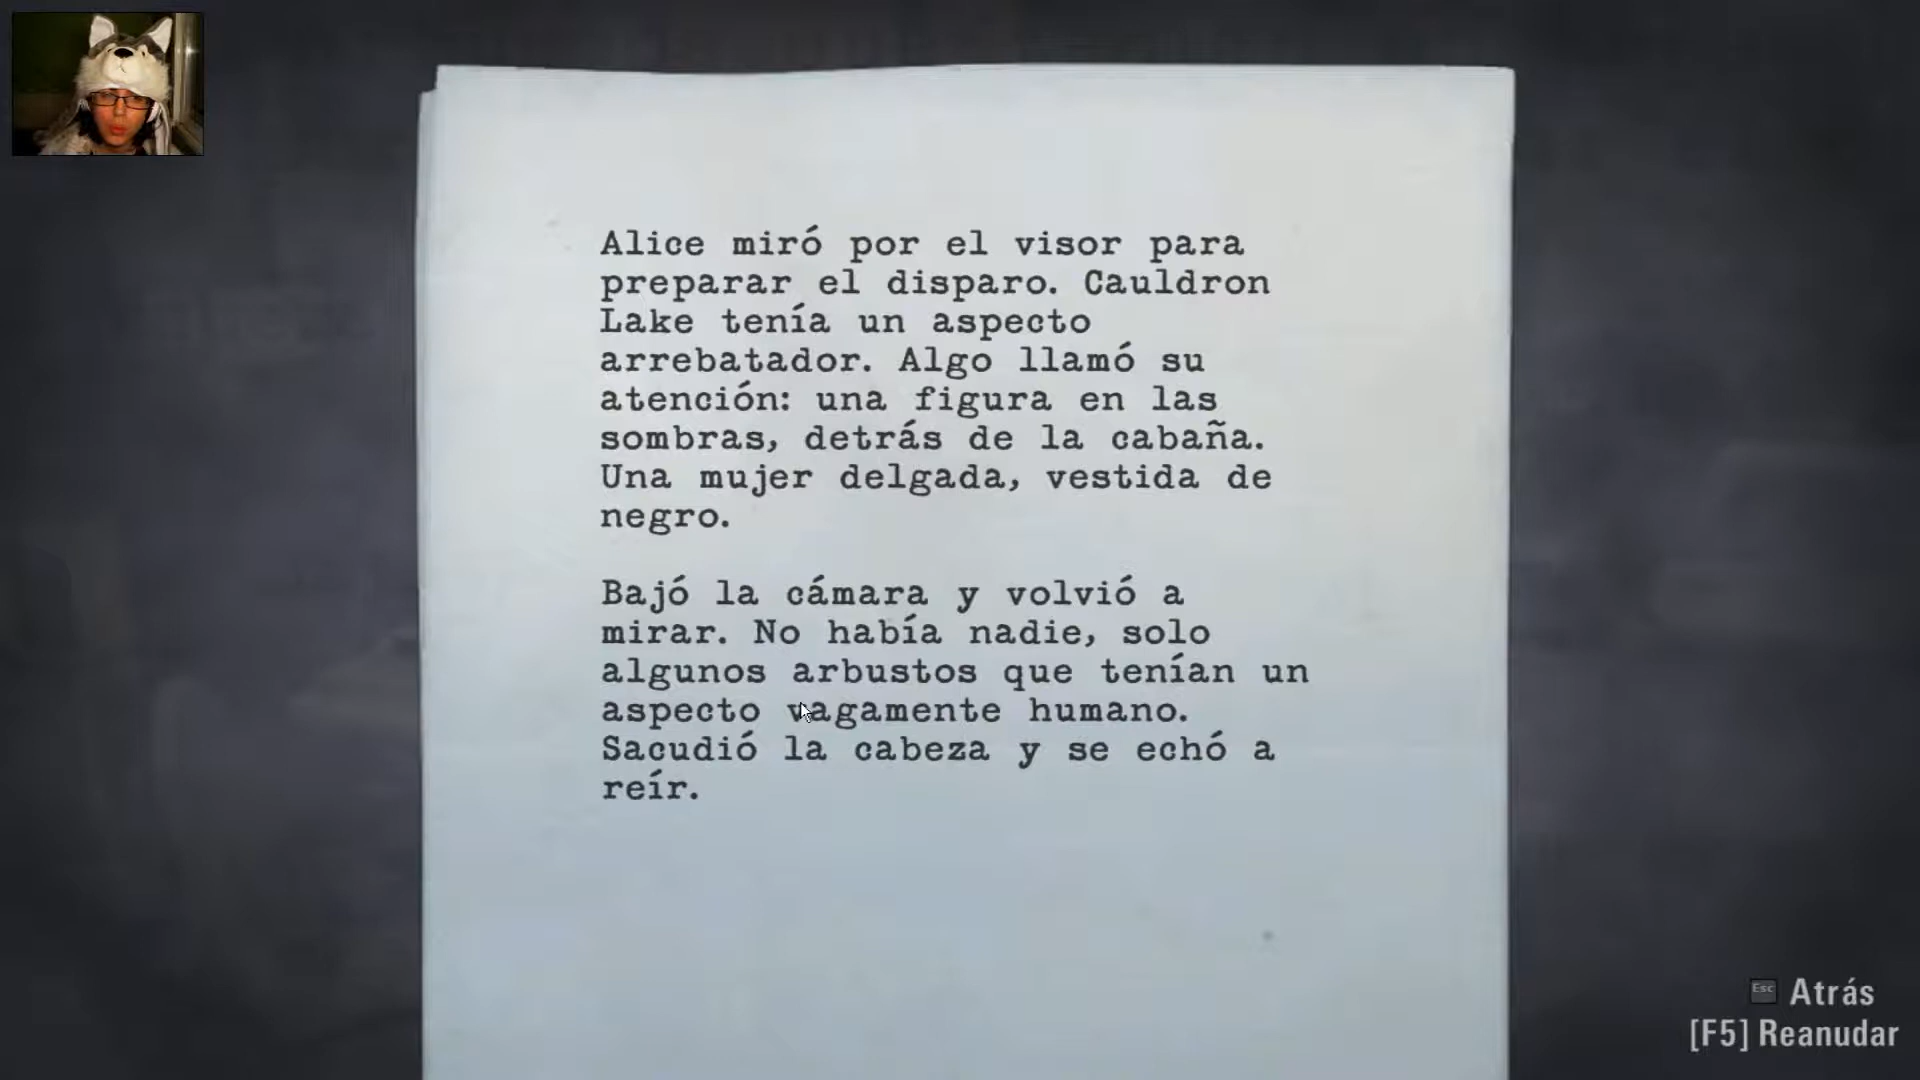 Alice miró por el visor para
preparar el disparo. Cauldron
Lake tenía un aspecto
arrebatador. Algo llamó su
atención: una figura en las
sombras, detrás de la cabaña.
Una mujer delgada, vestida de
negro.
Bajó la cámara y volvió a
mirar. No había nadie, solo
algunos arbustos que tenían un
aspecto vagamente humano.
Sacudió la cabeza y se echó a
reír.
Esc Atrás
[F5] Reanudar